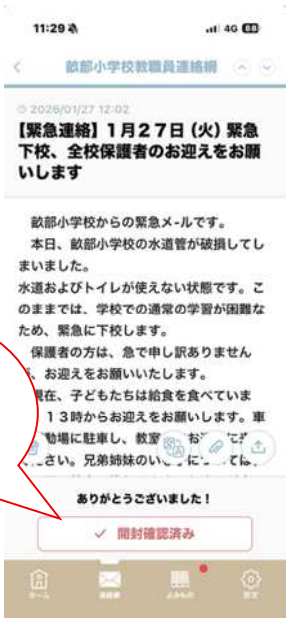 11:29
4G 60
畝部小学校教職員連絡網
2026/01/27 12:02
【緊急連絡】1月27日(火)緊急
下校、全校保護者のお迎えをお願
いします
畝部小学校からの緊急メールです。
本日、畝部小学校の水道管が破損してし
まいました。
水道およびトイレが使えない状態です。こ
のままでは、学校での通常の学習が困難な
ため、緊急に下校します。
保護者の方は、急で申し訳ありません
、お迎えをお願いいたします。
現在、子どもたちは給食を食べていま
13時からお迎えをお願いします。車
動場に駐車し、教室
ださい。兄弟姉妹のい
ありがとうございました!
✓ 開封確認済み
ホーム
連絡網
よみもの
設定